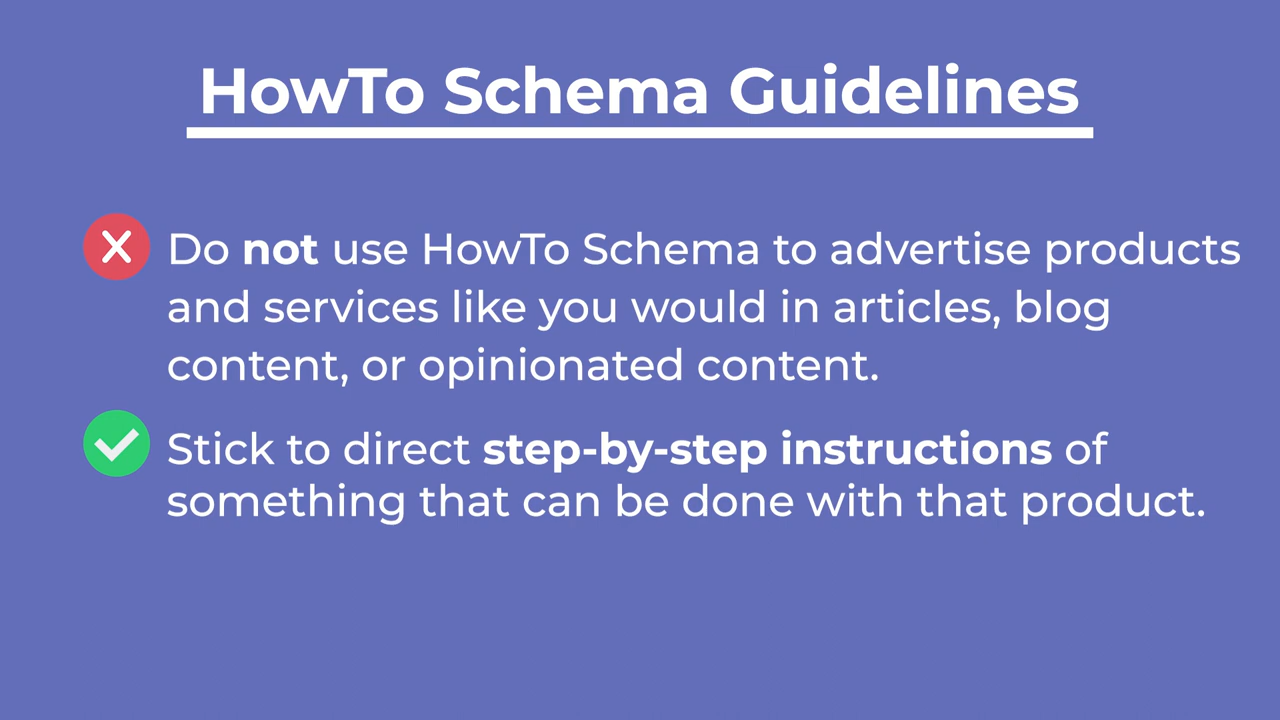 HowTo Schema Guidelines
Do not use HowTo Schema to advertise products
and services like you would in articles, blog
content, or opinionated content.
Stick to direct step-by-step instructions of
something that can be done with that product.